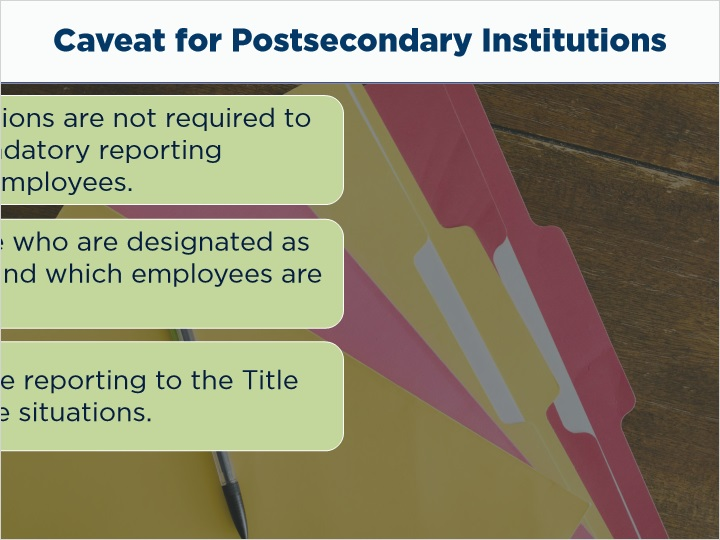 Caveat for Postsecondary Institutions
ions are not required to
datory reporting
mployees.
who are designated as
nd which employees are
e reporting to the Title
e situations.